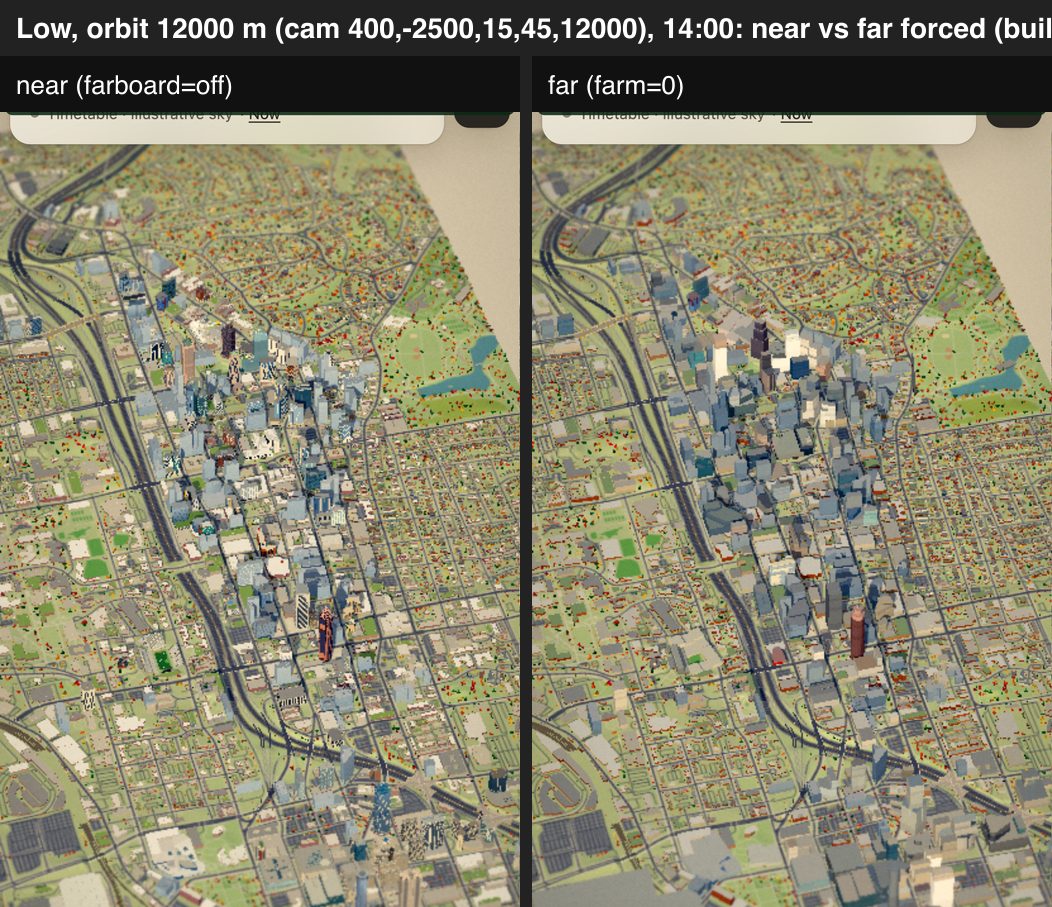 Low, orbit 12000 m (cam 400,-2500,15,45,12000), 14:00: near vs far forced (buil
near (farboard=off)
far (farm=0)
Timetable · Illustrative sky · Now
Timetable · Illustrative sky · Now